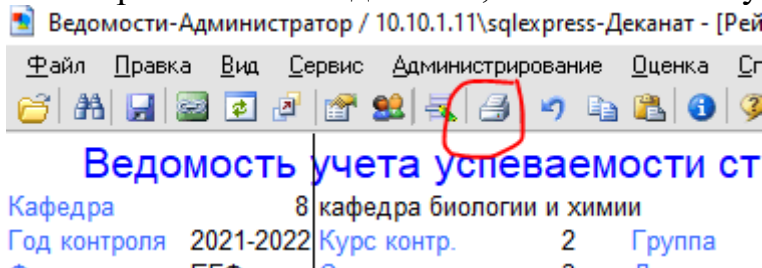 Ведомости-Администратор / 10.10.1.11\sqlexpress-Деканат - [Рей
Файл Правка Вид Сервис Администрирование Оценка Сп
Ведомость учета успеваемости ст
Кафедра 8 кафедра биологии и химии
Год контроля 2021-2022 Курс контр. 2 Группа